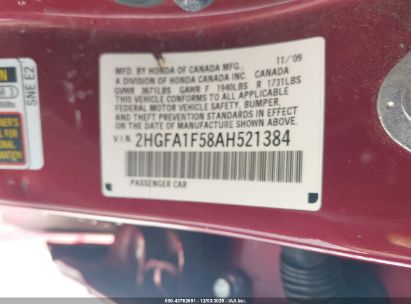 MFD. BY HONDA OF CANADA MFG., 11/'09
A DIVISION OF HONDA CANADA INC. CANADA
GVWR 3671LBS GAWR F 1940LBS R 1731LBS
THIS VEHICLE CONFORMS TO ALL APPLICABLE
FEDERAL MOTOR VEHICLE SAFETY, BUMPER,
AND THEFT PREVENTION STANDARDS IN EFFECT
ON THE DATE OF MANUFACTURE SHOWN ABOVE.
V.I.N. 2HGFA1F58AH521384
PASSENGER CAR
SNE E2